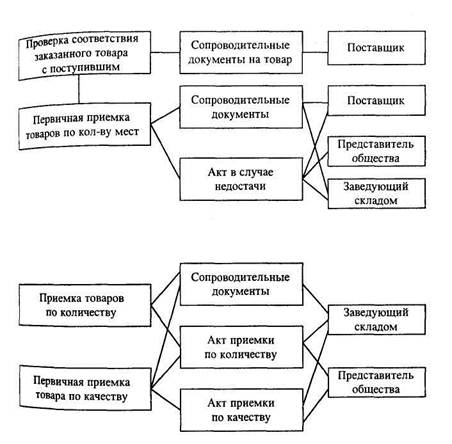 Проверка соответствия
заказанного товара
с поступившим
Сопроводительные
документы на товар
Поставщик
Первичная приемка
товаров по кол-ву мест
Сопроводительные
документы
Поставщик
Представитель
общества
Акт в случае
недостачи
Заведующий
складом
Приемка товаров
по количеству
Сопроводительные
документы
Заведующий
складом
Акт приемки
по количеству
Первичная приемка
товара по качеству
Представитель
общества
Акт приемки
по качеству